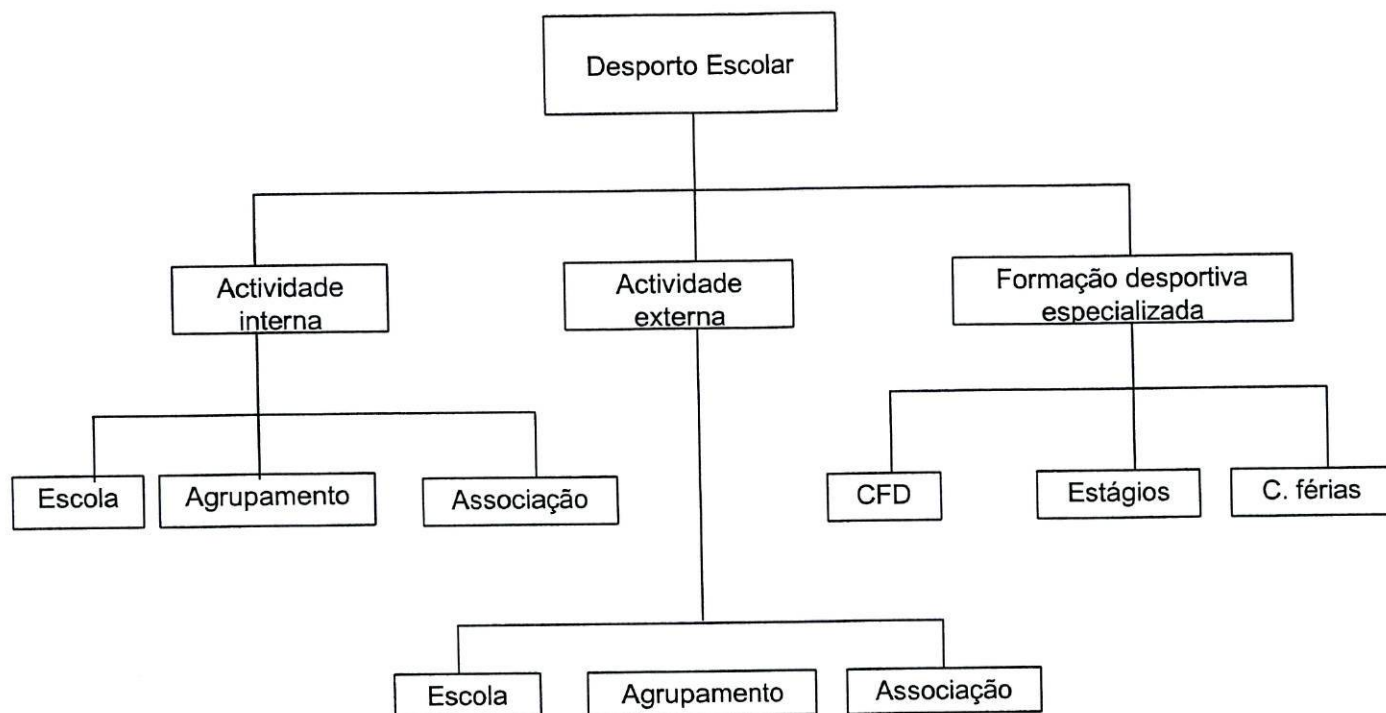 Desporto Escolar
Actividade
interna
Actividade
externa
Formação desportiva
especializada
Escola
Agrupamento
Associação
CFD
Estágios
C. férias
Escola
Agrupamento
Associação